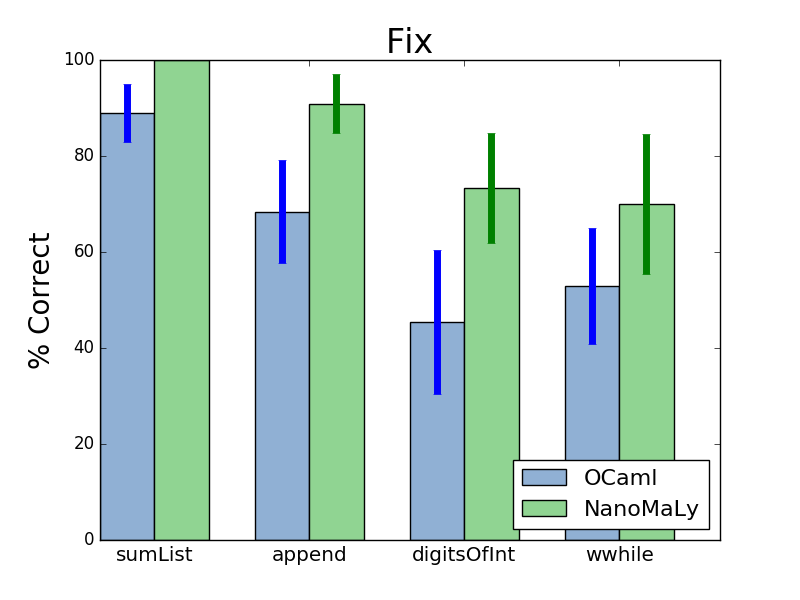 Fix
% Correct
100
80
60
40
20
0
sumList append digitsOfInt wwhile
OCaml
NanoMaLy